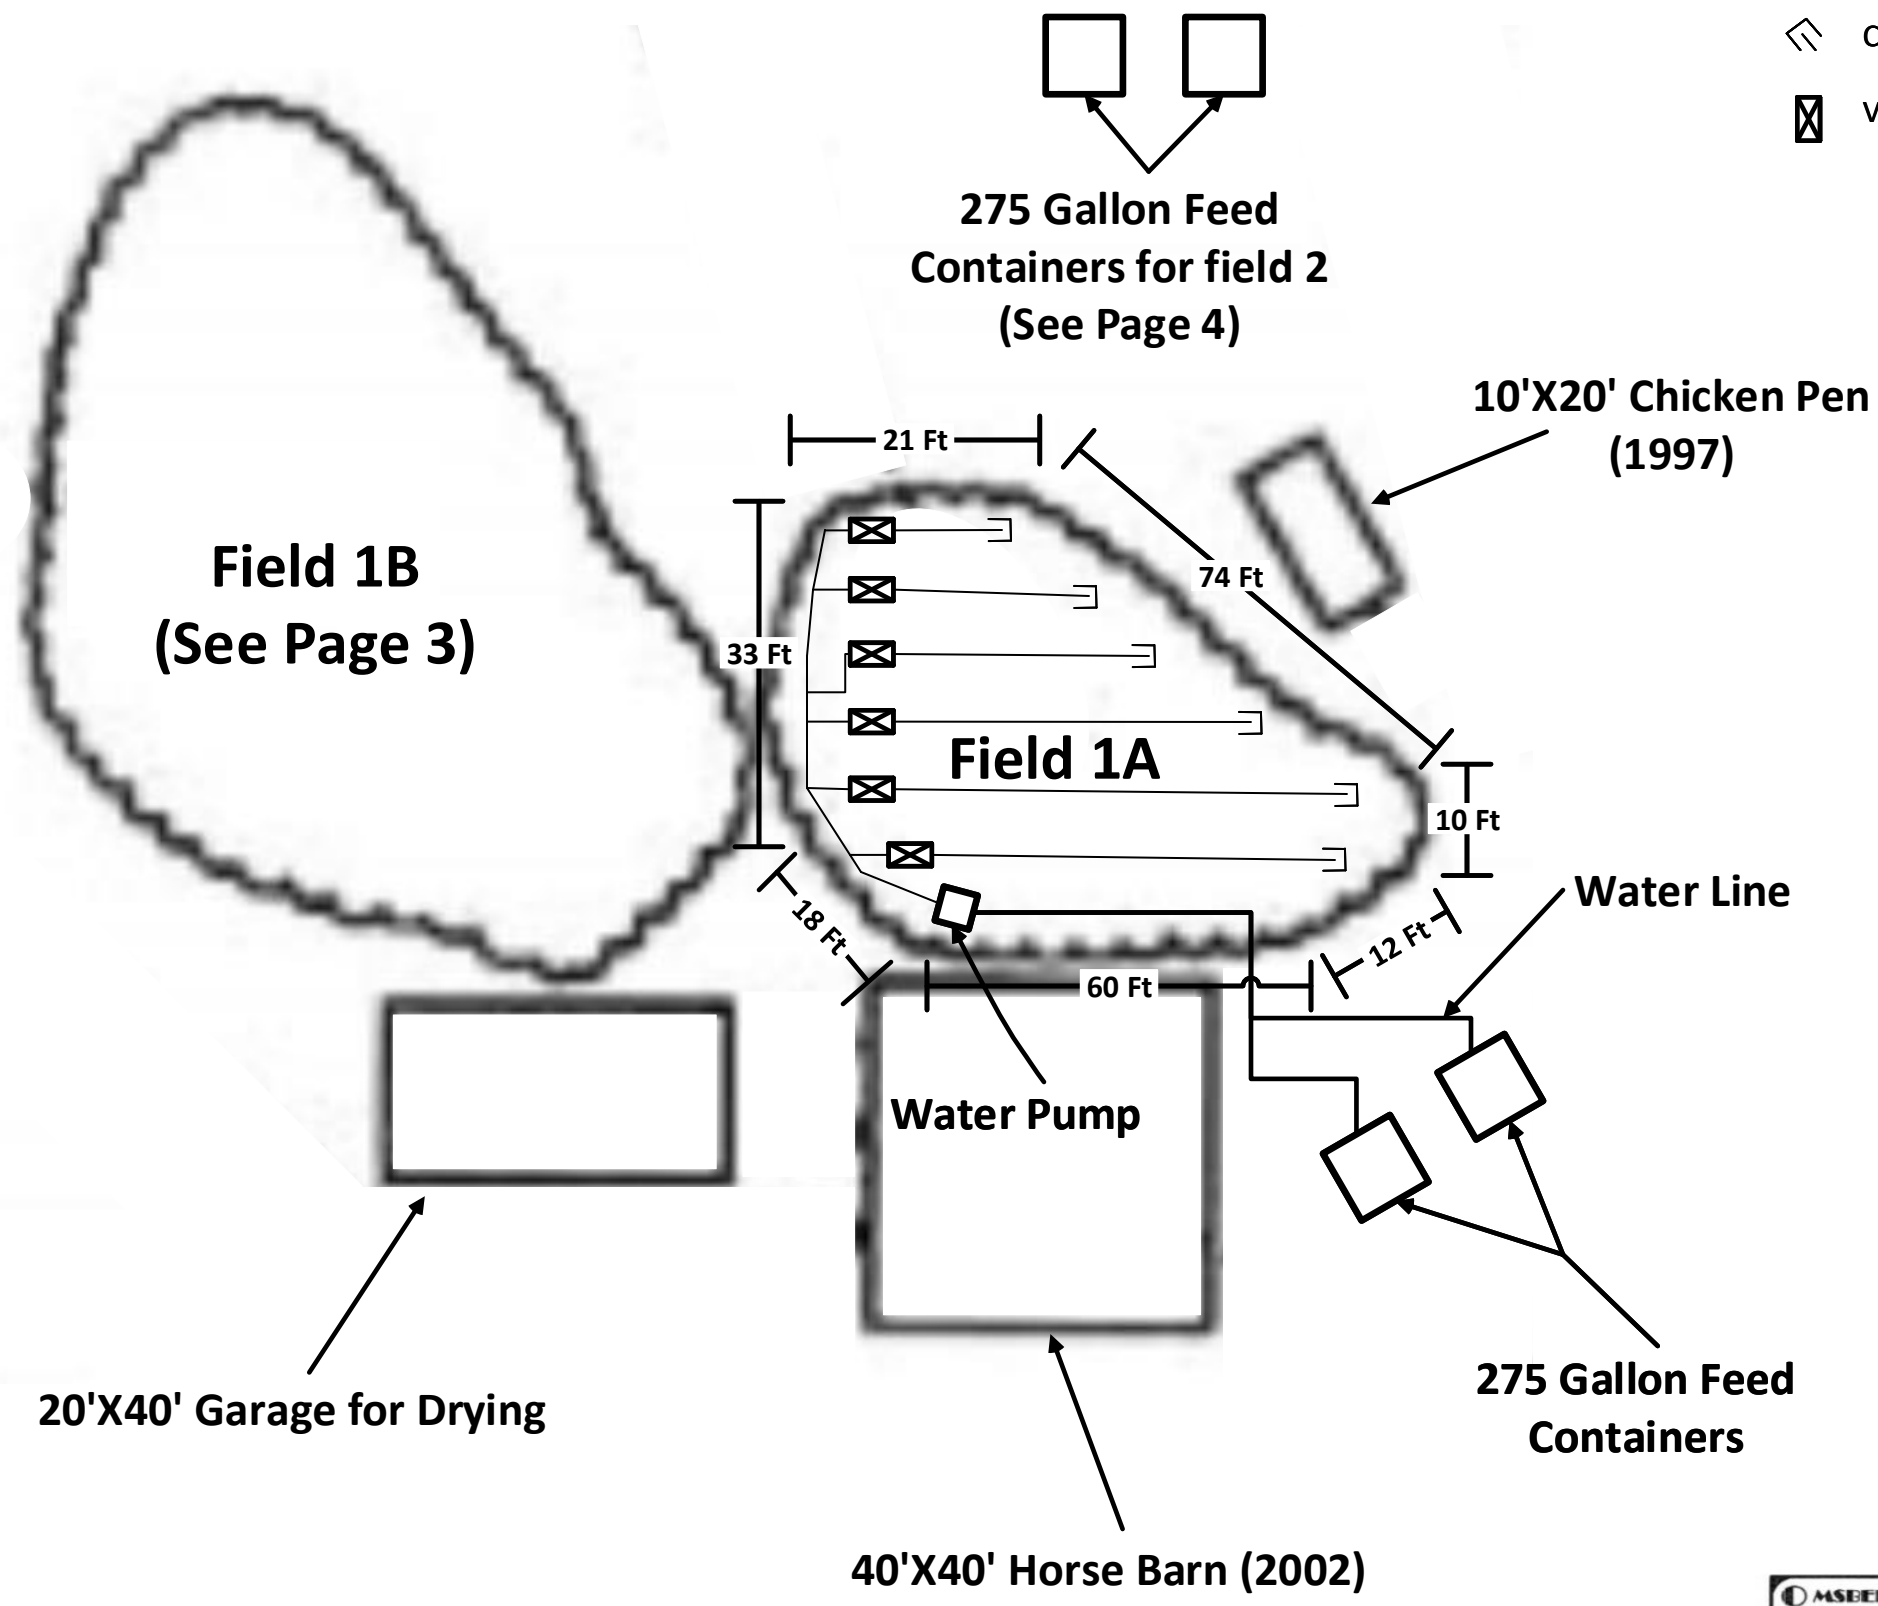 275 Gallon Feed
Containers for field 2
(See Page 4)
10'X20' Chicken Pen
(1997)
21 Ft
74 Ft
Field 1B
(See Page 3)
33 Ft
Field 1A
10 Ft
Water Line
18 Ft
12 Ft
60 Ft
Water Pump
275 Gallon Feed
Containers
20'X40' Garage for Drying
40'X40' Horse Barn (2002)